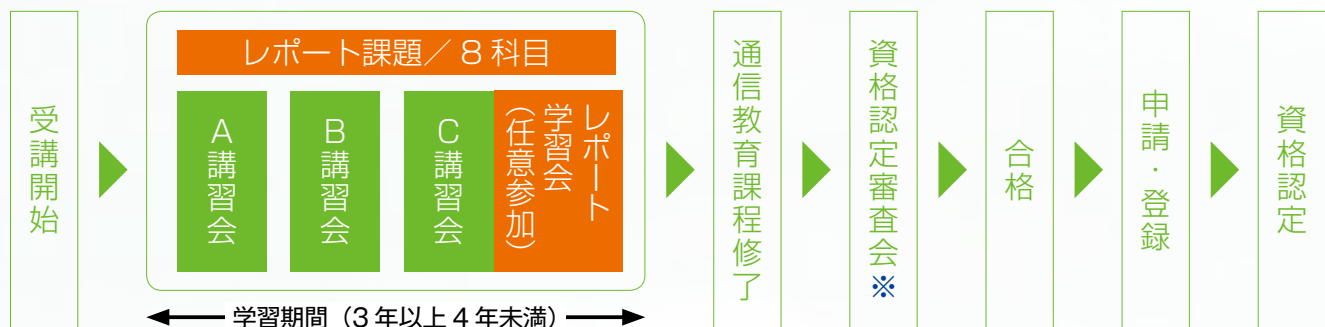 受講開始
レポート課題／8科目
A講習会
B講習会
C講習会
レポート
学習会
（任意参加）
学習期間（3年以上4年未満）
通信教育課程修了
資格認定審査会※
合格
申請・登録
資格認定